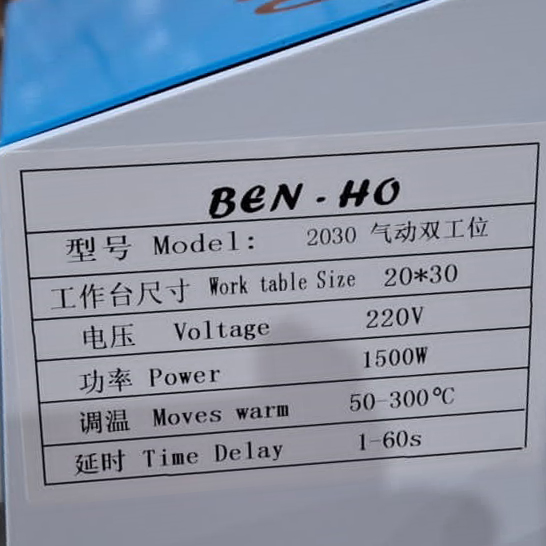 BEN-HO
型号 Model: 2030 气动双工位
工作台尺寸 Work table Size 20*30
电压 Voltage 220V
功率 Power 1500W
调温 Moves warm 50-300℃
延时 Time Delay 1-60s